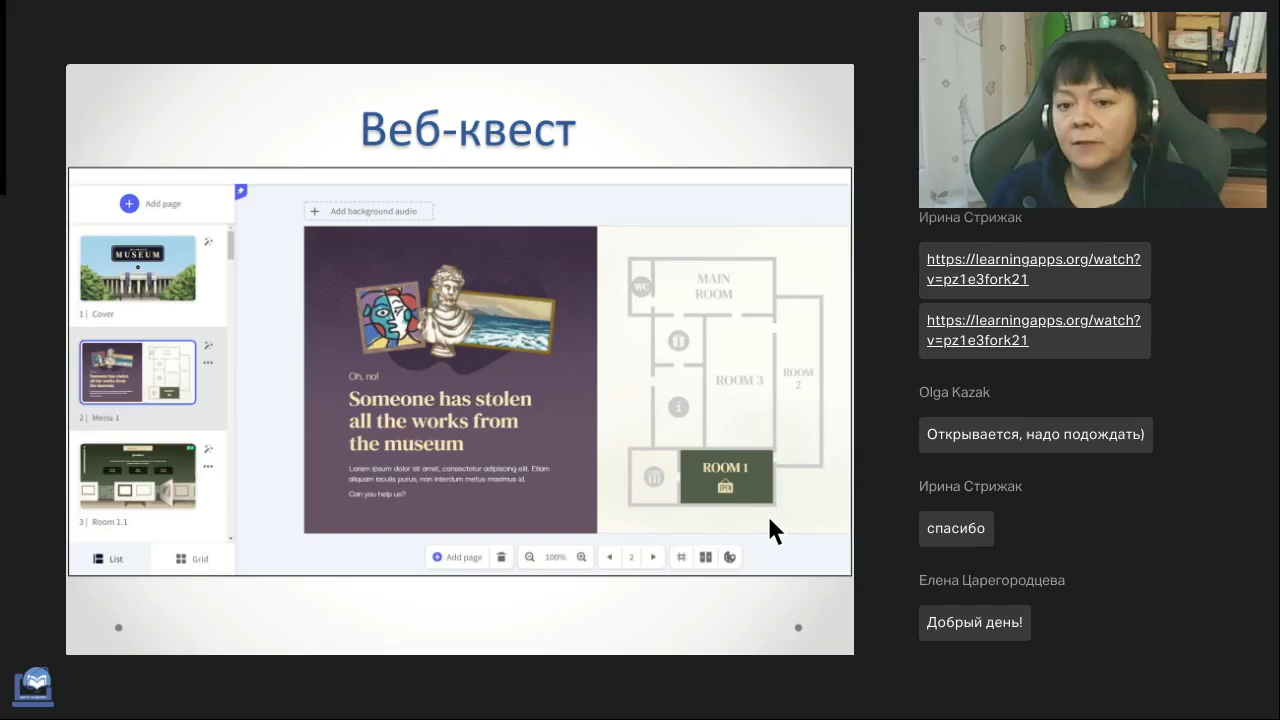 Веб-квест
Add page
Add background audio
MUSEUM
1 | Cover
2 | Menu 1
3 | Room 1.1
List
Grid
Oh, no!
Someone has stolen
all the works from
the museum
Lorem ipsum dolor sit amet, consectetur adipiscing elit. Etiam
aliquam iaculis purus, non interdum metus maximus id.
Can you help us?
WC
MAIN
ROOM
ROOM 3
ROOM
2
ROOM 1
OPEN
Add page
100%
2
Ирина Стрижак
https://learningapps.org/watch?
v=pz1e3fork21
https://learningapps.org/watch?
v=pz1e3fork21
Olga Kazak
Открывается, надо подождать)
Ирина Стрижак
спасибо
Елена Царегородцева
Добрый день!